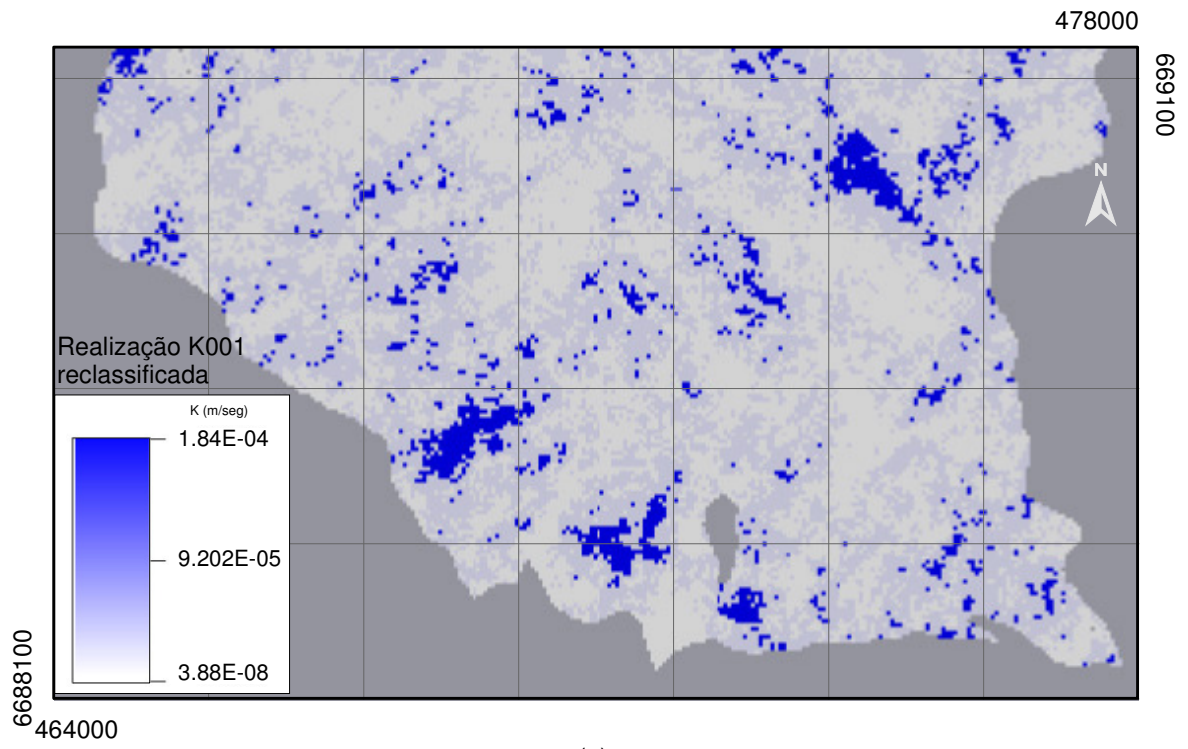 478000
669100
N
Realização K001
reclassificada
K (m/seg)
1.84E-04
9.202E-05
3.88E-08
6688100
464000